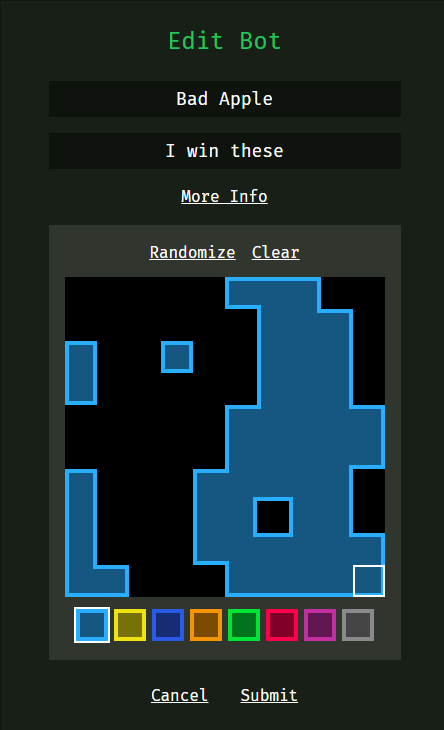 Edit Bot
Bad Apple
I win these
More Info
Randomize Clear
Cancel Submit